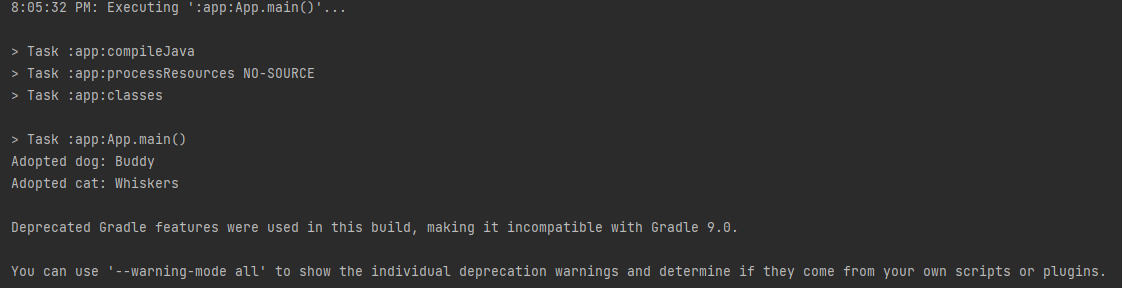 8:05:32 PM: Executing ':app:App.main()'...
> Task :app:compileJava
> Task :app:processResources NO-SOURCE
> Task :app:classes
> Task :app:App.main()
Adopted dog: Buddy
Adopted cat: Whiskers
Deprecated Gradle features were used in this build, making it incompatible with Gradle 9.0.
You can use '--warning-mode all' to show the individual deprecation warnings and determine if they come from your own scripts or plugins.